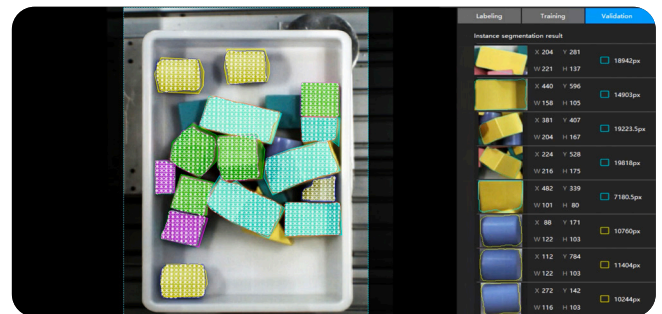 Labeling Training Validation
Instance segmentation result
X 204 Y 281
W 221 H 137
18942px
X 440 Y 596
W 158 H 105
14903px
X 381 Y 407
W 204 H 167
19223.5px
X 224 Y 528
W 216 H 175
19818px
X 482 Y 339
W 101 H 80
7180.5px
X 88 Y 171
W 122 H 103
10760px
X 112 Y 784
W 122 H 103
11404px
X 272 Y 142
W 116 H 103
10244px